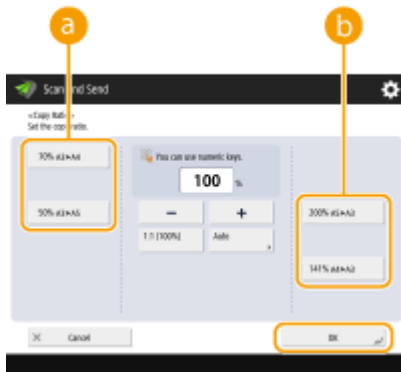 a
b
Scan and Send
<Copy Ratio>
Set the copy ratio.
70% A3▸A4
You can use numeric keys.
100 %
50% A3▸A5
−
+
200% A5▸A3
1:1 [100%]
Auto
141% A4▸A3
Cancel
OK